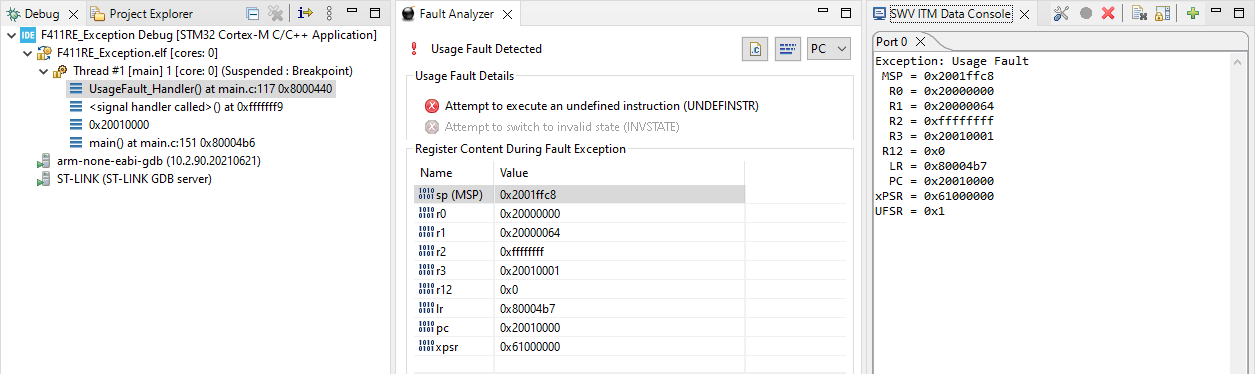 Debug
Project Explorer
F411RE_Exception Debug [STM32 Cortex-M C/C++ Application]
F411RE_Exception.elf [cores: 0]
Thread #1 [main] 1 [core: 0] (Suspended : Breakpoint)
UsageFault_Handler() at main.c:117 0x8000440
<signal handler called>() at 0xfffffff9
0x20010000
main() at main.c:151 0x80004b6
arm-none-eabi-gdb (10.2.90.20210621)
ST-LINK (ST-LINK GDB server)
Fault Analyzer
Usage Fault Detected
PC
Usage Fault Details
Attempt to execute an undefined instruction (UNDEFINSTR)
Attempt to switch to invalid state (INVSTATE)
Register Content During Fault Exception
Name Value
sp (MSP) 0x2001ffc8
r0 0x20000000
r1 0x20000064
r2 0xffffffff
r3 0x20010001
r12 0x0
lr 0x80004b7
pc 0x20010000
xpsr 0x61000000
SWV ITM Data Console
Port 0
Exception: Usage Fault
MSP = 0x2001ffc8
R0 = 0x20000000
R1 = 0x20000064
R2 = 0xffffffff
R3 = 0x20010001
R12 = 0x0
LR = 0x80004b7
PC = 0x20010000
xPSR = 0x61000000
UFSR = 0x1